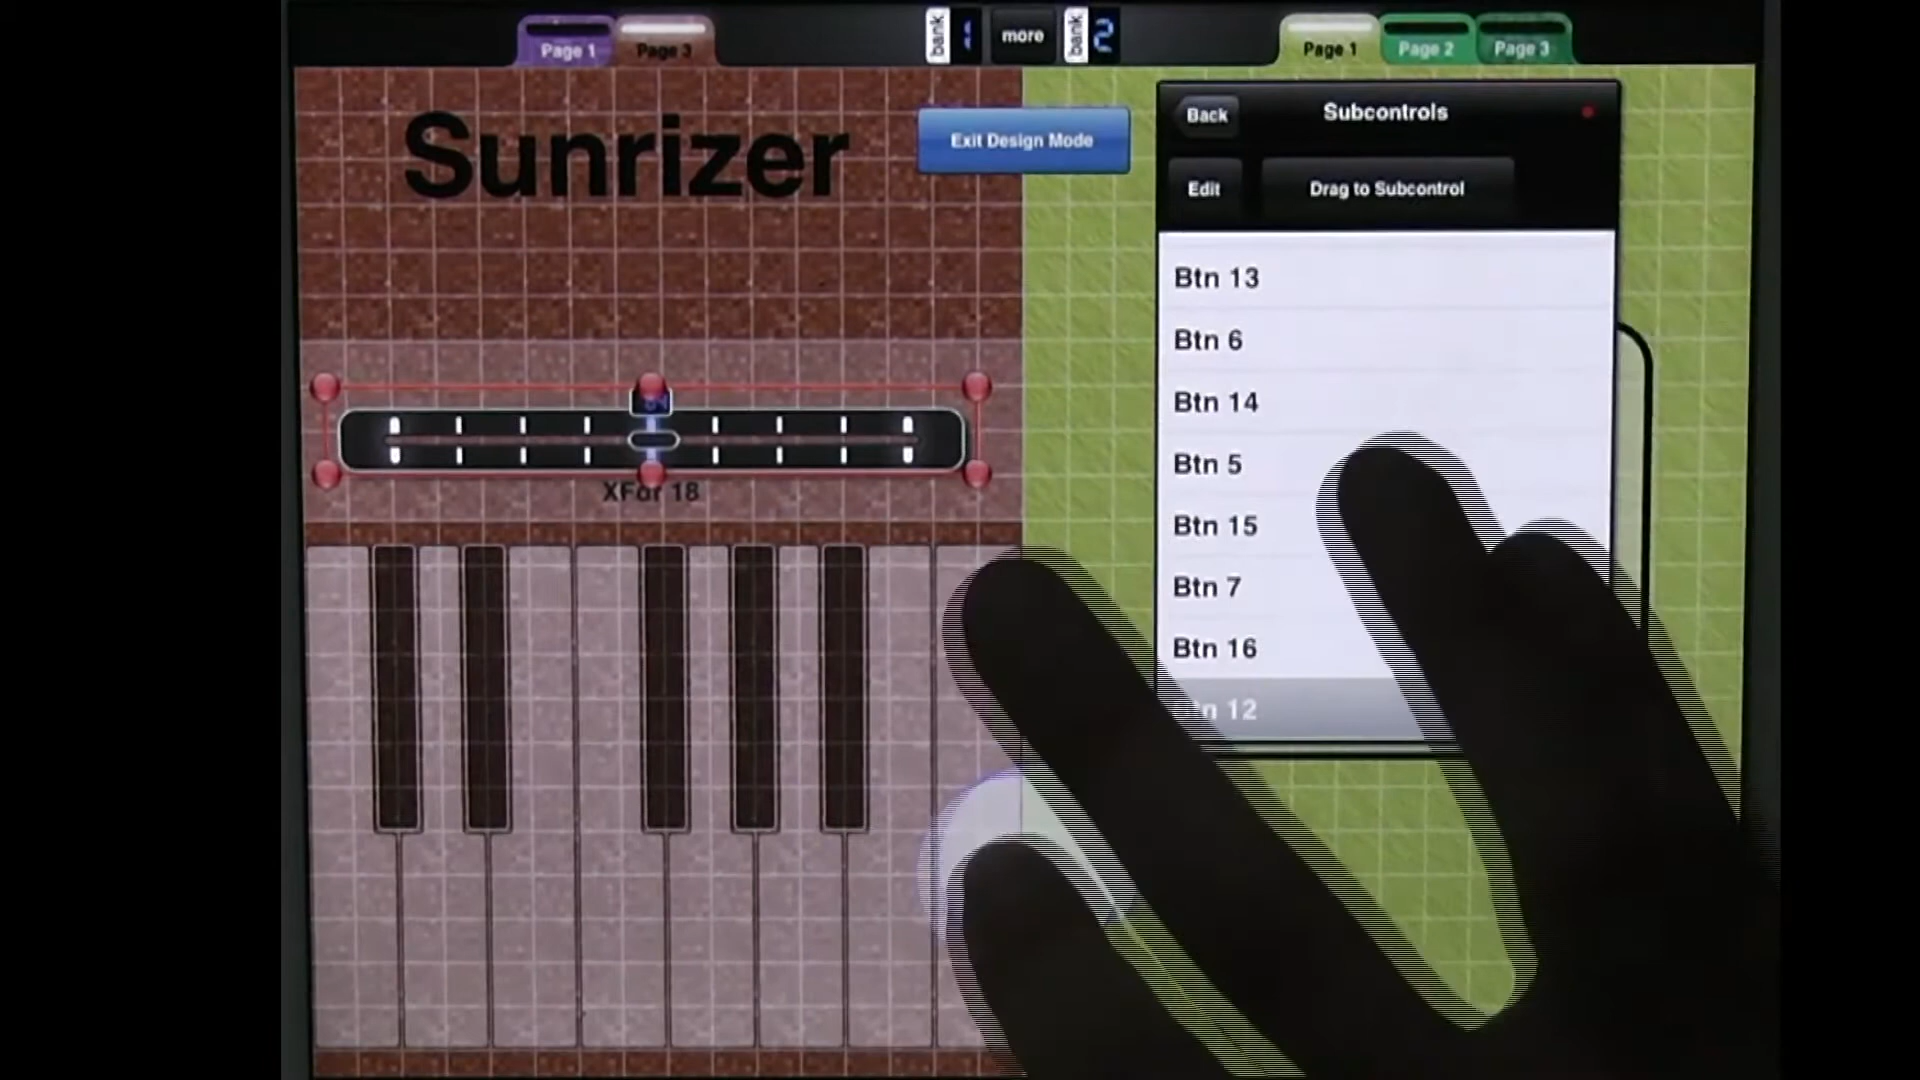 Page 1
Page 3
bank 1
more
bank 2
Page 1
Page 2
Page 3
Sunrizer
Exit Design Mode
Back
Subcontrols
Edit
Drag to Subcontrol
Btn 13
Btn 6
Btn 14
Btn 5
Btn 15
Btn 7
Btn 16
12
XFdr 18